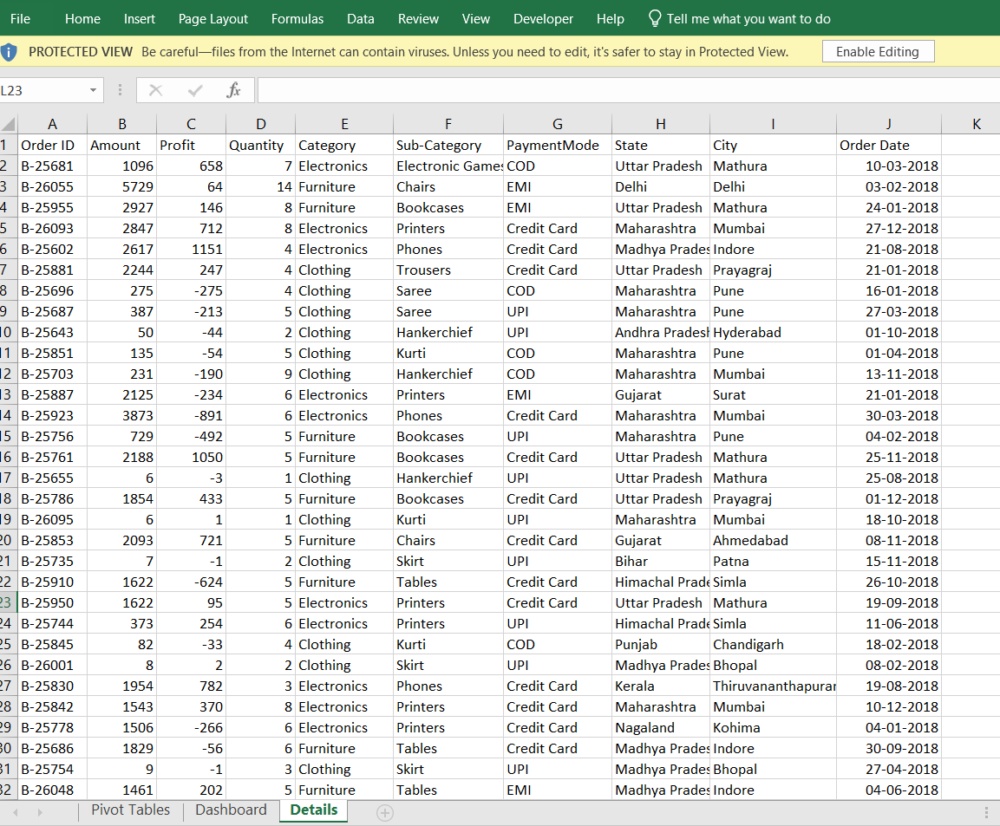 File Home Insert Page Layout Formulas Data Review View Developer Help Tell me what you want to do
PROTECTED VIEW Be careful—files from the Internet can contain viruses. Unless you need to edit, it's safer to stay in Protected View. Enable Editing
L23 fx
A B C D E F G H I J K
1 Order ID Amount Profit Quantity Category Sub-Category PaymentMode State City Order Date
2 B-25681 1096 658 7 Electronics Electronic Games COD Uttar Pradesh Mathura 10-03-2018
3 B-26055 5729 64 14 Furniture Chairs EMI Delhi Delhi 03-02-2018
4 B-25955 2927 146 8 Furniture Bookcases EMI Uttar Pradesh Mathura 24-01-2018
5 B-26093 2847 712 8 Electronics Printers Credit Card Maharashtra Mumbai 27-12-2018
6 B-25602 2617 1151 4 Electronics Phones Credit Card Madhya Prades Indore 21-08-2018
7 B-25881 2244 247 4 Clothing Trousers Credit Card Uttar Pradesh Prayagraj 21-01-2018
8 B-25696 275 -275 4 Clothing Saree COD Maharashtra Pune 16-01-2018
9 B-25687 387 -213 5 Clothing Saree UPI Maharashtra Pune 27-03-2018
10 B-25643 50 -44 2 Clothing Hankerchief UPI Andhra Pradesh Hyderabad 01-10-2018
11 B-25851 135 -54 5 Clothing Kurti COD Maharashtra Pune 01-04-2018
12 B-25703 231 -190 9 Clothing Hankerchief COD Maharashtra Mumbai 13-11-2018
13 B-25887 2125 -234 6 Electronics Printers EMI Gujarat Surat 21-01-2018
14 B-25923 3873 -891 6 Electronics Phones Credit Card Maharashtra Mumbai 30-03-2018
15 B-25756 729 -492 5 Furniture Bookcases UPI Maharashtra Pune 04-02-2018
16 B-25761 2188 1050 5 Furniture Bookcases Credit Card Uttar Pradesh Mathura 25-11-2018
17 B-25655 6 -3 1 Clothing Hankerchief UPI Uttar Pradesh Mathura 25-08-2018
18 B-25786 1854 433 5 Furniture Bookcases Credit Card Uttar Pradesh Prayagraj 01-12-2018
19 B-26095 6 1 1 Clothing Kurti UPI Maharashtra Mumbai 18-10-2018
20 B-25853 2093 721 5 Furniture Chairs Credit Card Gujarat Ahmedabad 08-11-2018
21 B-25735 7 -1 2 Clothing Skirt UPI Bihar Patna 15-11-2018
22 B-25910 1622 -624 5 Furniture Tables Credit Card Himachal Prade Simla 26-10-2018
23 B-25950 1622 95 5 Electronics Printers Credit Card Uttar Pradesh Mathura 19-09-2018
24 B-25744 373 254 6 Electronics Printers UPI Himachal Prade Simla 11-06-2018
25 B-25845 82 -33 4 Clothing Kurti COD Punjab Chandigarh 18-02-2018
26 B-26001 8 2 2 Clothing Skirt UPI Madhya Prades Bhopal 08-02-2018
27 B-25830 1954 782 3 Electronics Phones Credit Card Kerala Thiruvananthapuram 19-08-2018
28 B-25842 1543 370 8 Electronics Printers Credit Card Maharashtra Mumbai 10-12-2018
29 B-25778 1506 -266 6 Electronics Printers Credit Card Nagaland Kohima 04-01-2018
30 B-25686 1829 -56 6 Furniture Tables Credit Card Madhya Prades Indore 30-09-2018
31 B-25754 9 -1 3 Clothing Skirt UPI Madhya Prades Bhopal 27-04-2018
32 B-26048 1461 202 5 Furniture Tables EMI Madhya Prades Indore 04-06-2018
Pivot Tables Dashboard Details